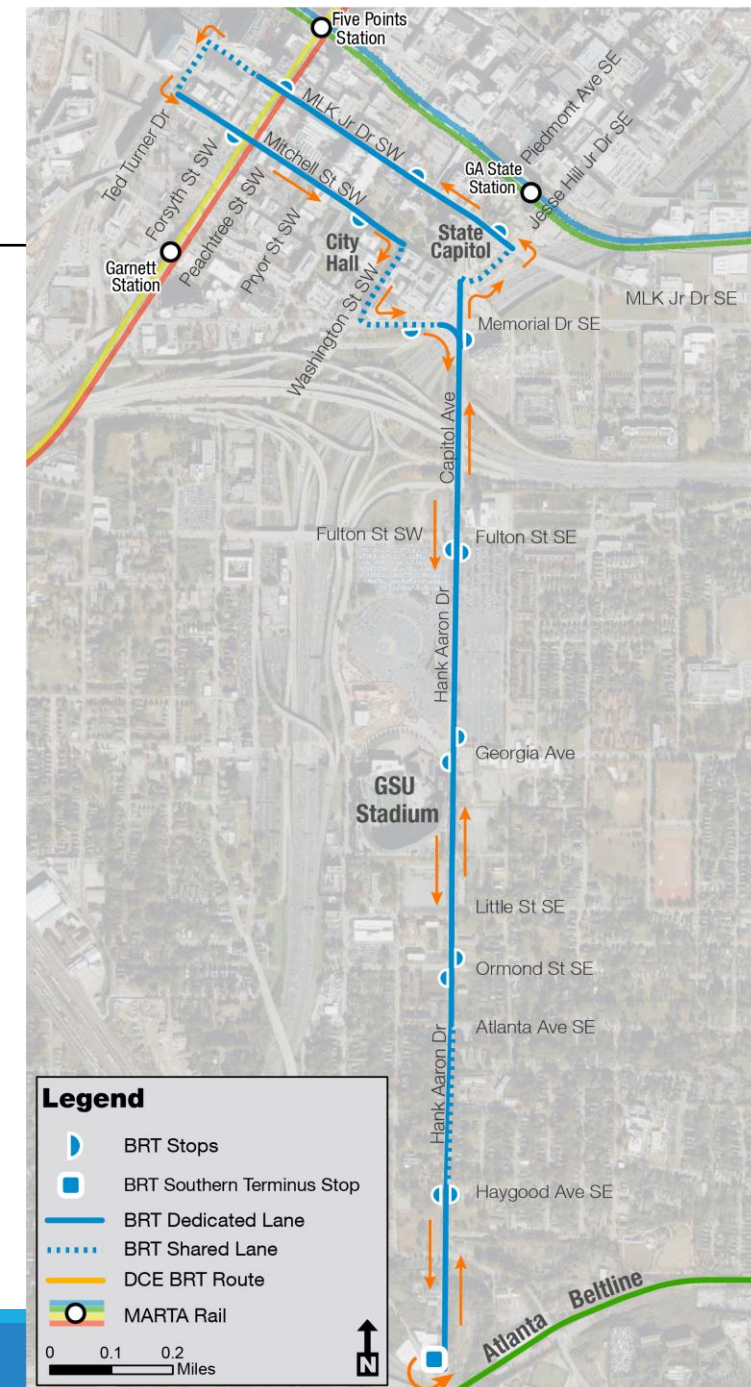 Five Points
Station
Piedmont Ave SE
MLK Jr Dr SW
Ted Turner Dr
Forsyth St SW
Mitchell St SW
GA State
Station
Jesse Hill Jr Dr SE
Peachtree St SW
Pryor St SW
City
Hall
State
Capitol
Garnett
Station
Washington St SW
MLK Jr Dr SE
Memorial Dr SE
Capitol Ave
Fulton St SW
Fulton St SE
Hank Aaron Dr
Georgia Ave
GSU
Stadium
Little St SE
Ormond St SE
Atlanta Ave SE
Hank Aaron Dr
Haygood Ave SE
Atlanta Beltline
Legend
BRT Stops
BRT Southern Terminus Stop
BRT Dedicated Lane
BRT Shared Lane
DCE BRT Route
MARTA Rail
0 0.1 0.2
Miles
N